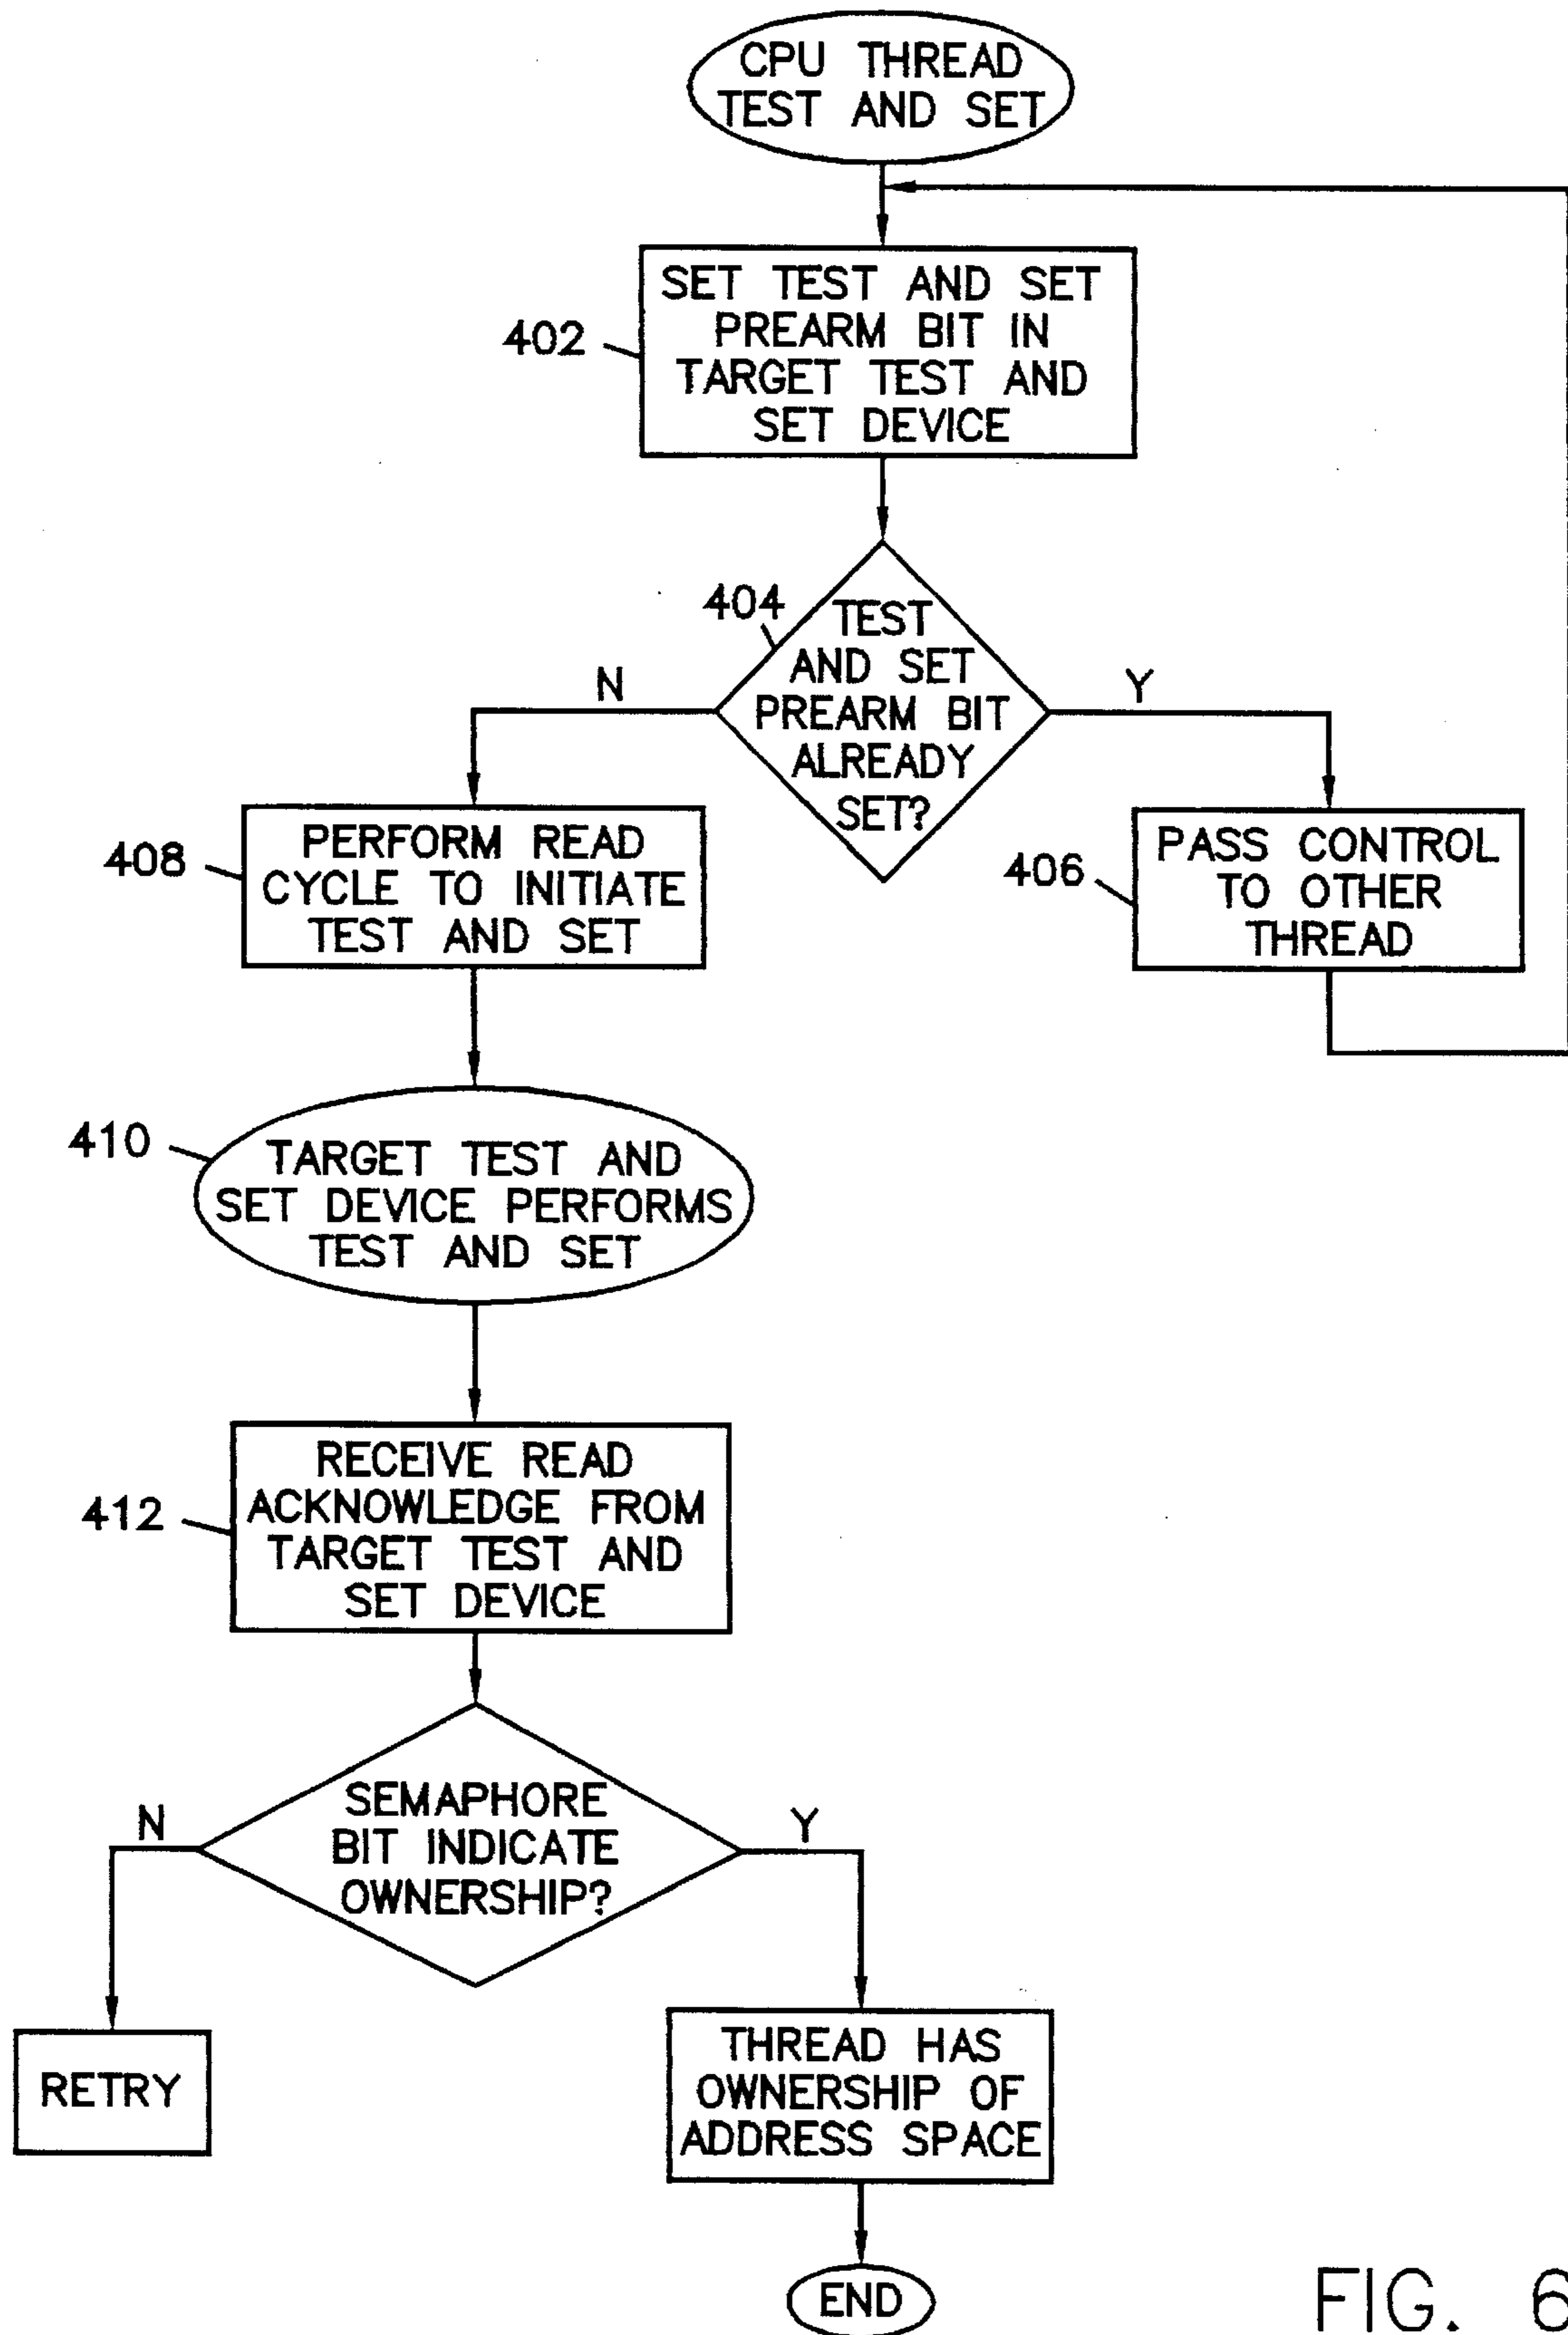 CPU THREAD
TEST AND SET
SET TEST AND SET
PREARM BIT IN
TARGET TEST AND
SET DEVICE
402
404
TEST
AND SET
PREARM BIT
ALREADY
SET?
N
Y
408
PERFORM READ
CYCLE TO INITIATE
TEST AND SET
406
PASS CONTROL
TO OTHER
THREAD
410
TARGET TEST AND
SET DEVICE PERFORMS
TEST AND SET
412
RECEIVE READ
ACKNOWLEDGE FROM
TARGET TEST AND
SET DEVICE
SEMAPHORE
BIT INDICATE
OWNERSHIP?
N
Y
RETRY
THREAD HAS
OWNERSHIP OF
ADDRESS SPACE
END
FIG. 6